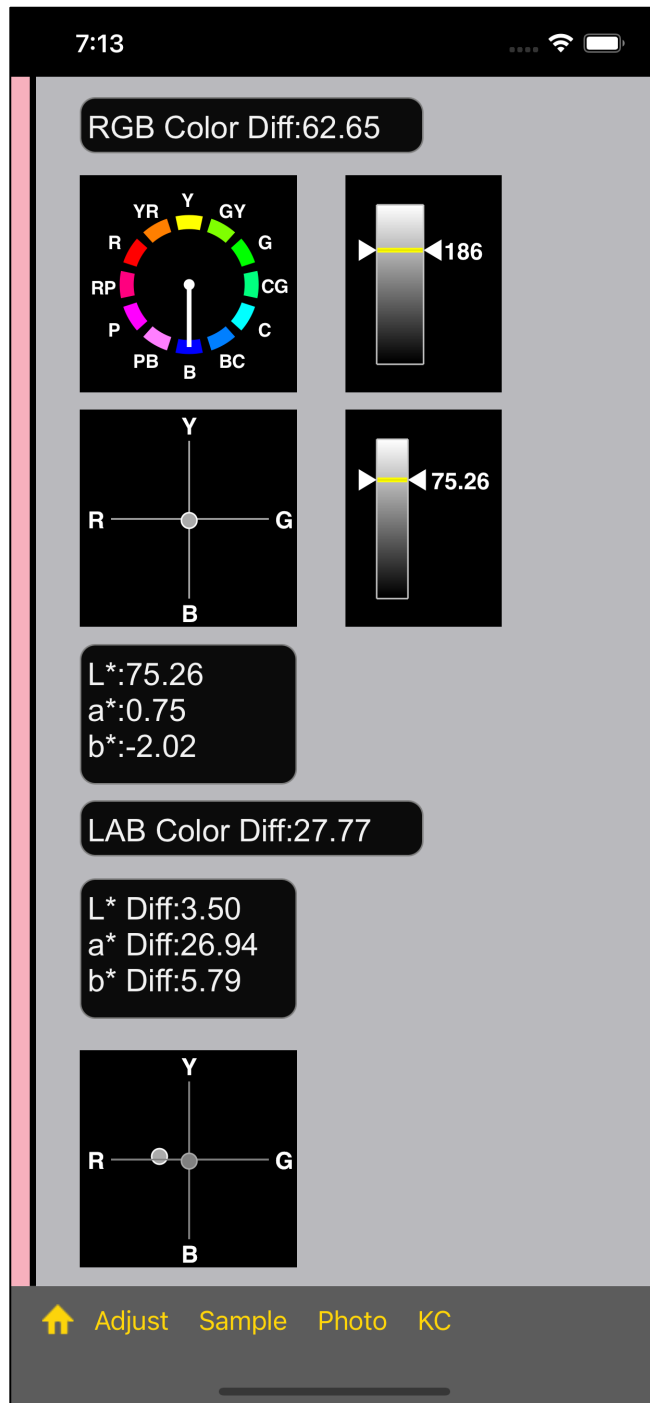 7:13
RGB Color Diff:62.65
Y
YR
GY
R
G
RP
CG
P
C
PB
BC
B
186
Y
R
G
B
75.26
L*:75.26
a*:0.75
b*:-2.02
LAB Color Diff:27.77
L* Diff:3.50
a* Diff:26.94
b* Diff:5.79
Y
R
G
B
Adjust Sample Photo KC